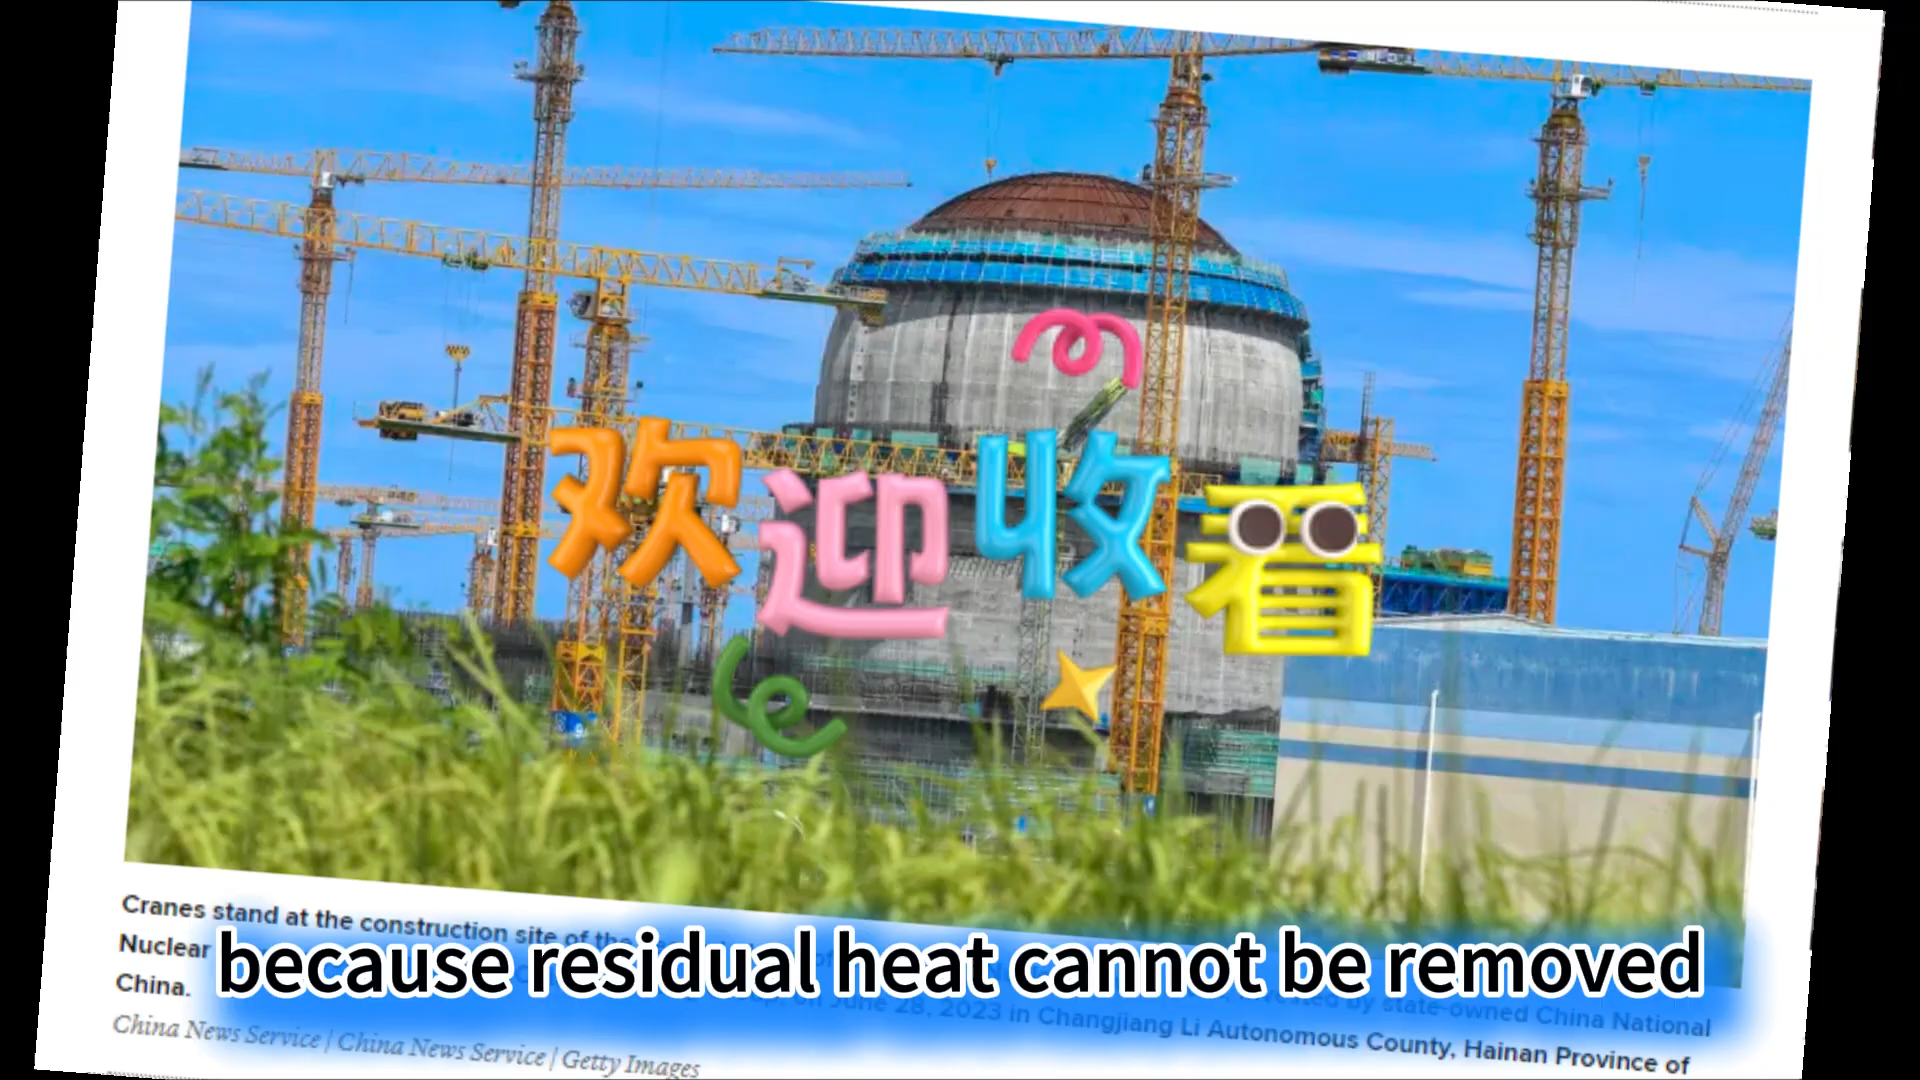 欢迎收看
Cranes stand at the construction site of the
because residual heat cannot be removed
Nuclear
June 28, 2023 in Changjiang Li Autonomous County, Hainan Province of
state-owned China National
China.
China News Service | China News Service | Getty Images